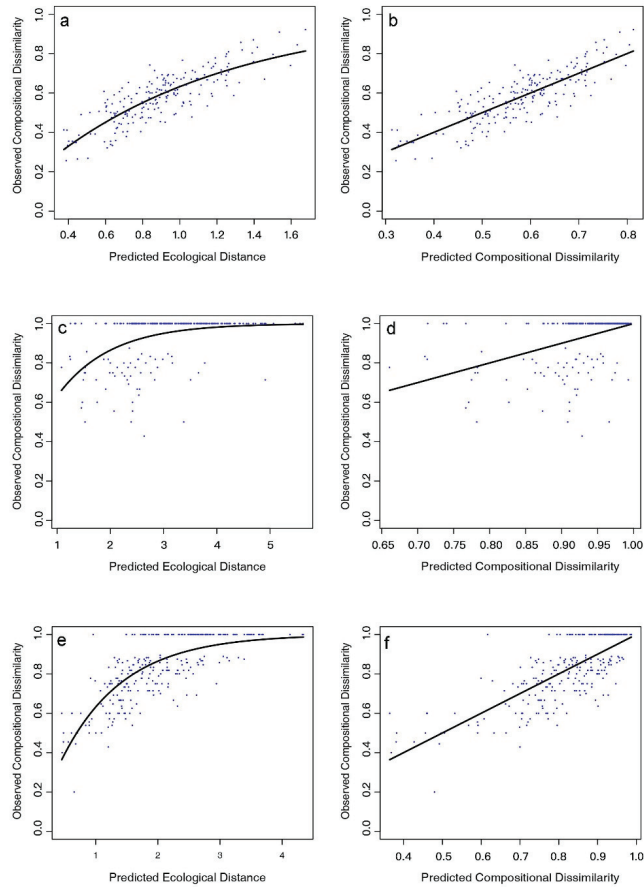 a
Observed Compositional Dissimilarity
1.0
0.8
0.6
0.4
0.2
0.0
0.4 0.6 0.8 1.0 1.2 1.4 1.6
Predicted Ecological Distance
b
Observed Compositional Dissimilarity
1.0
0.8
0.6
0.4
0.2
0.0
0.3 0.4 0.5 0.6 0.7 0.8
Predicted Compositional Dissimilarity
c
Observed Compositional Dissimilarity
1.0
0.8
0.6
0.4
0.2
0.0
1 2 3 4 5
Predicted Ecological Distance
d
Observed Compositional Dissimilarity
1.0
0.8
0.6
0.4
0.2
0.0
0.65 0.70 0.75 0.80 0.85 0.90 0.95 1.00
Predicted Compositional Dissimilarity
e
Observed Compositional Dissimilarity
1.0
0.8
0.6
0.4
0.2
0.0
1 2 3 4
Predicted Ecological Distance
f
Observed Compositional Dissimilarity
1.0
0.8
0.6
0.4
0.2
0.0
0.4 0.5 0.6 0.7 0.8 0.9 1.0
Predicted Compositional Dissimilarity